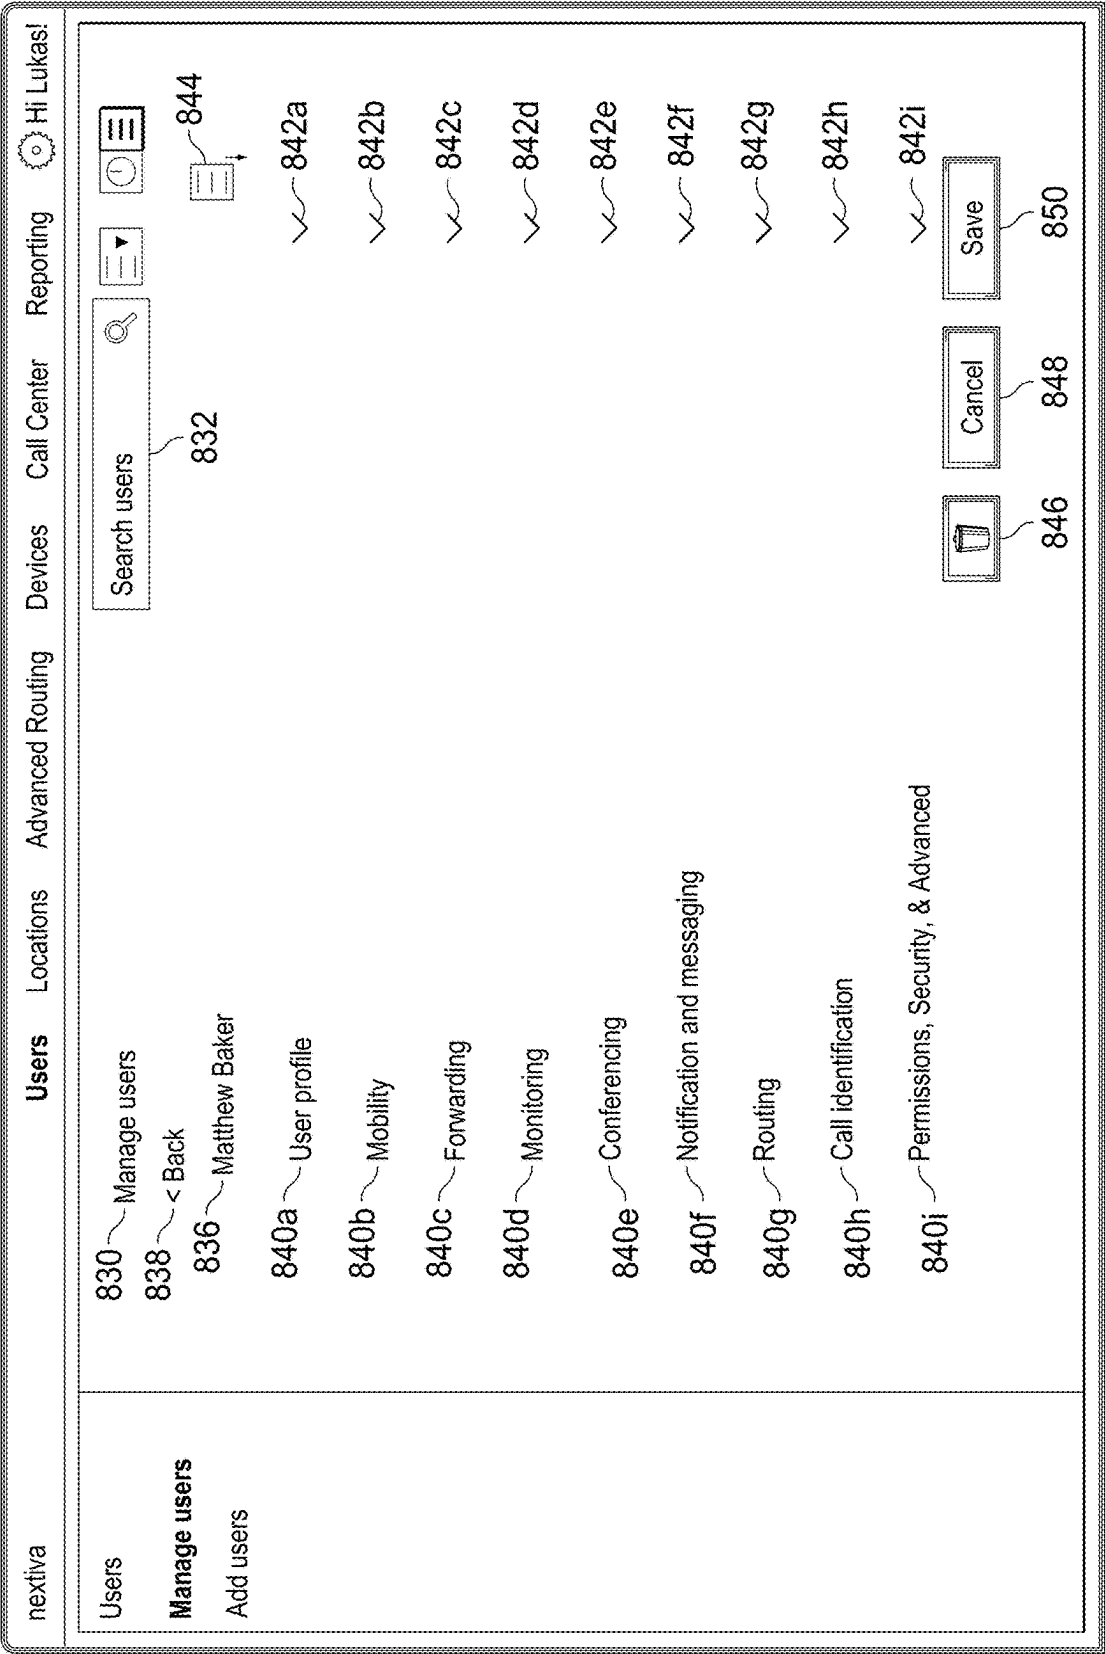 nextiva Users Locations Advanced Routing Devices Call Center Reporting Hi Lukas!
Users
Manage users
Add users
830 Manage users
Search users
832
838 < Back
836 Matthew Baker
844
840a User profile 842a
840b Mobility 842b
840c Forwarding 842c
840d Monitoring 842d
840e Conferencing 842e
840f Notification and messaging 842f
840g Routing 842g
840h Call identification 842h
840i Permissions, Security, & Advanced 842i
Cancel Save
846 848 850